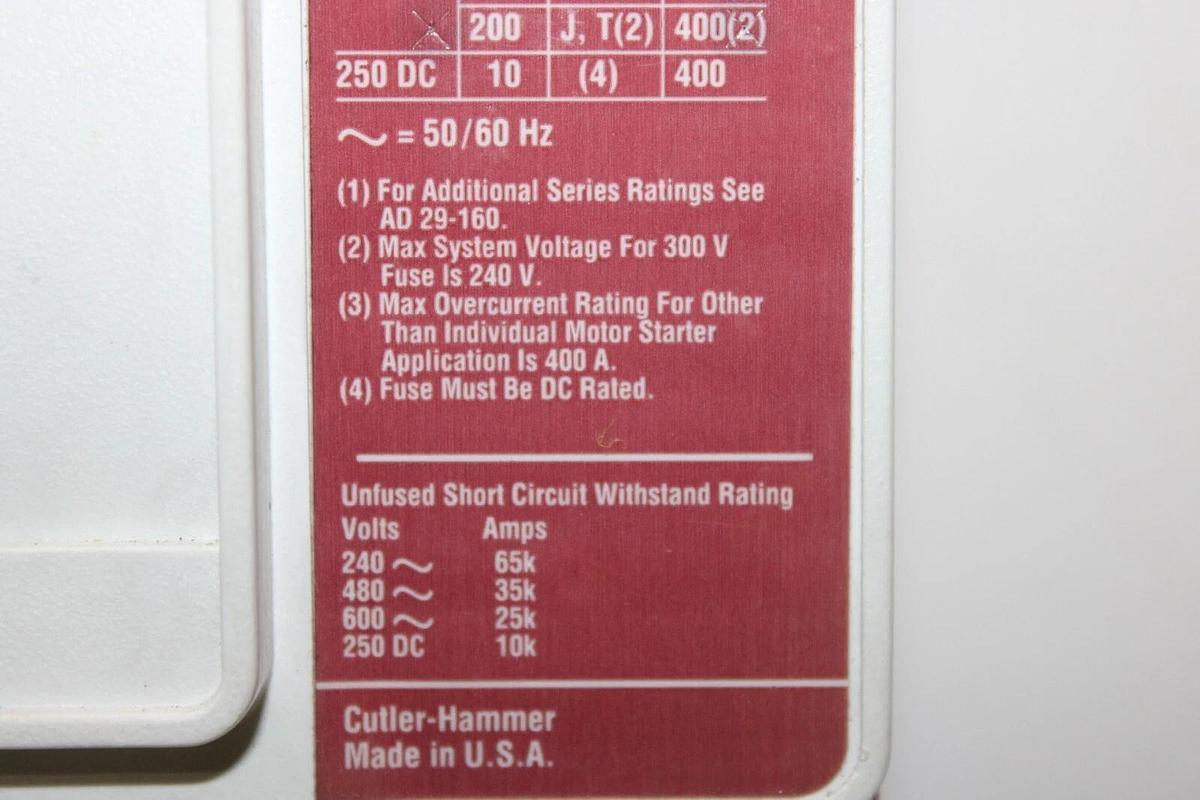 200 J, T(2) 400(2)
250 DC 10 (4) 400
~ = 50/60 Hz
(1) For Additional Series Ratings See
AD 29-160.
(2) Max System Voltage For 300 V
Fuse Is 240 V.
(3) Max Overcurrent Rating For Other
Than Individual Motor Starter
Application Is 400 A.
(4) Fuse Must Be DC Rated.
Unfused Short Circuit Withstand Rating
Volts Amps
240 ~ 65k
480 ~ 35k
600 ~ 25k
250 DC 10k
Cutler-Hammer
Made in U.S.A.